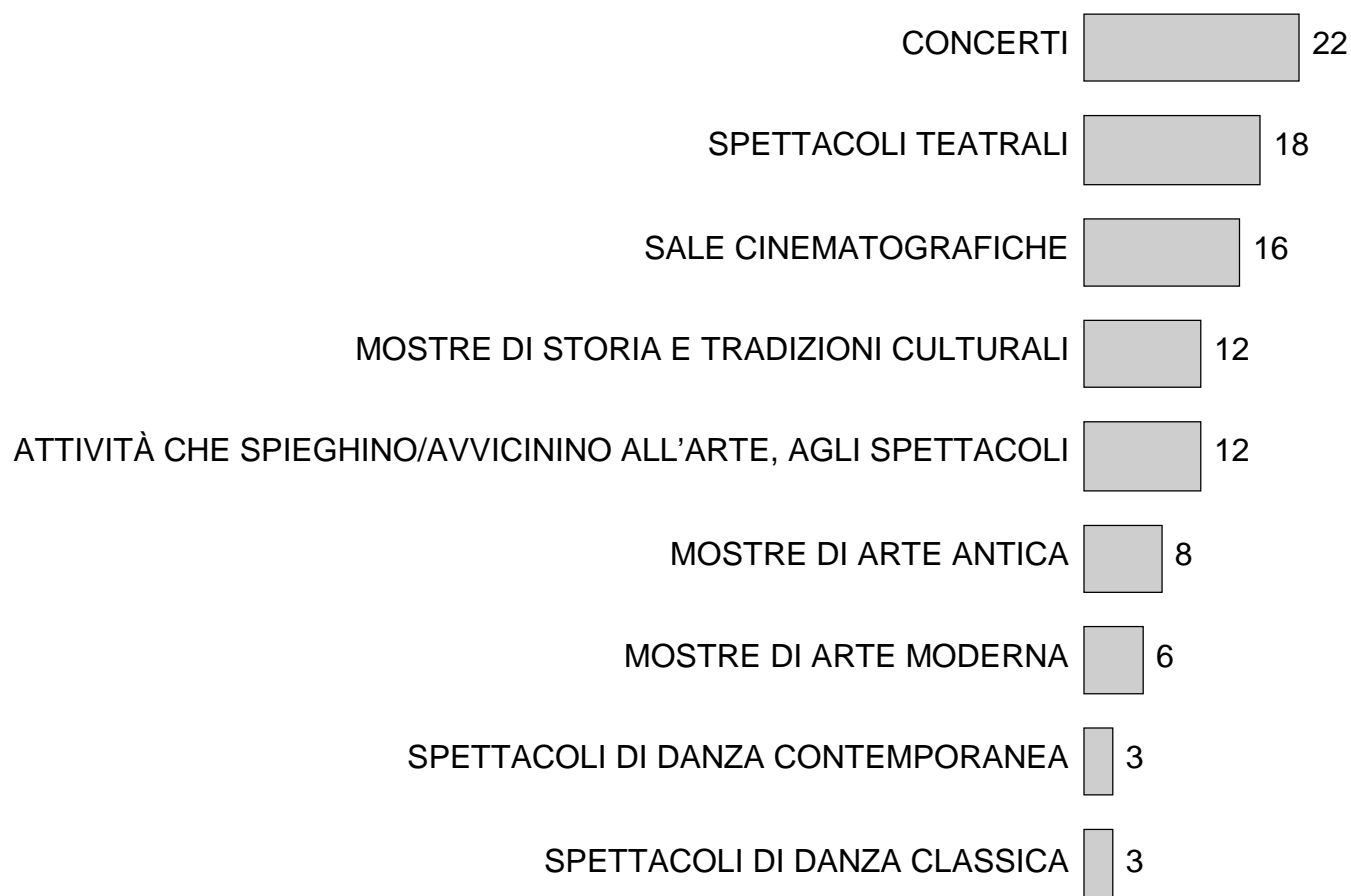 CONCERTI 22
SPETTACOLI TEATRALI 18
SALE CINEMATOGRAFICHE 16
MOSTRE DI STORIA E TRADIZIONI CULTURALI 12
ATTIVITÀ CHE SPIEGHINO/AVVICININO ALL’ARTE, AGLI SPETTACOLI 12
MOSTRE DI ARTE ANTICA 8
MOSTRE DI ARTE MODERNA 6
SPETTACOLI DI DANZA CONTEMPORANEA 3
SPETTACOLI DI DANZA CLASSICA 3